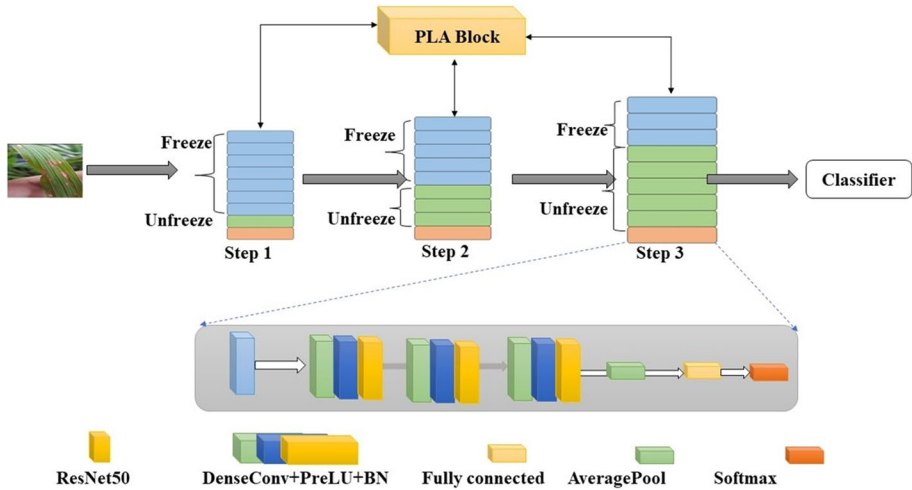 PLA Block
Freeze
Freeze
Freeze
Classifier
Unfreeze
Unfreeze
Unfreeze
Step 1
Step 2
Step 3
ResNet50
DenseConv+PreLU+BN
Fully connected
AveragePool
Softmax